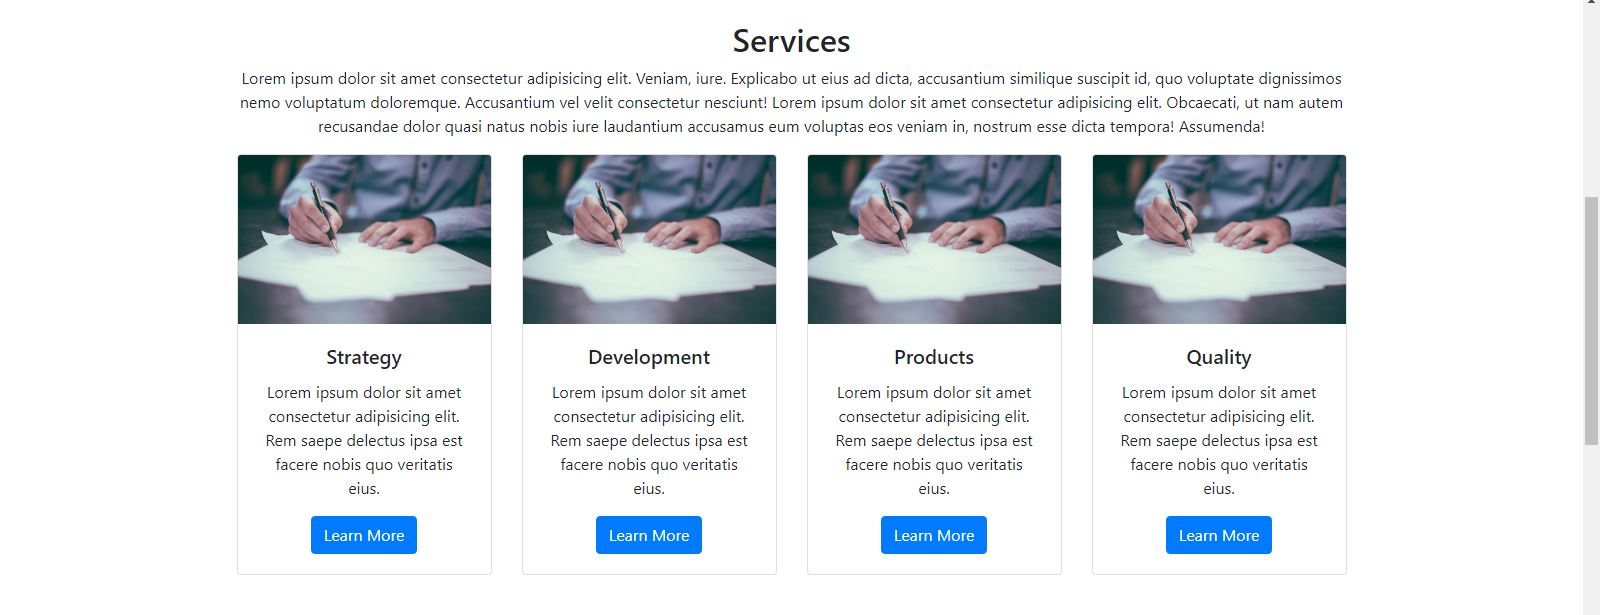 Services
Lorem ipsum dolor sit amet consectetur adipisicing elit. Veniam, iure. Explicabo ut eius ad dicta, accusantium similique suscipit id, quo voluptate dignissimos
nemo voluptatum doloremque. Accusantium vel velit consectetur nesciunt! Lorem ipsum dolor sit amet consectetur adipisicing elit. Obcaecati, ut nam autem
recusandae dolor quasi natus nobis iure laudantium accusamus eum voluptas eos veniam in, nostrum esse dicta tempora! Assumenda!
Strategy
Lorem ipsum dolor sit amet
consectetur adipisicing elit.
Rem saepe delectus ipsa est
facere nobis quo veritatis
eius.
Learn More
Development
Lorem ipsum dolor sit amet
consectetur adipisicing elit.
Rem saepe delectus ipsa est
facere nobis quo veritatis
eius.
Learn More
Products
Lorem ipsum dolor sit amet
consectetur adipisicing elit.
Rem saepe delectus ipsa est
facere nobis quo veritatis
eius.
Learn More
Quality
Lorem ipsum dolor sit amet
consectetur adipisicing elit.
Rem saepe delectus ipsa est
facere nobis quo veritatis
eius.
Learn More